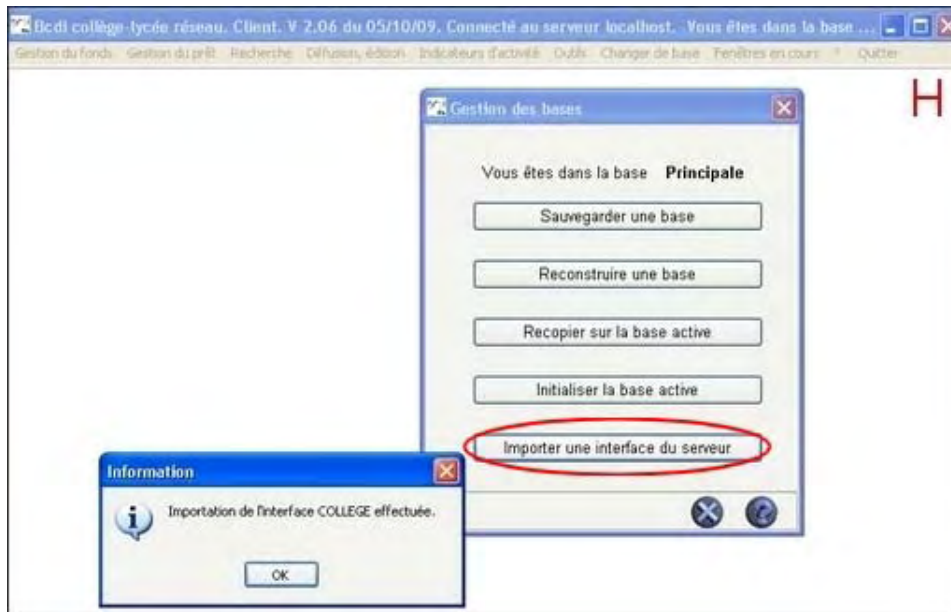 Bcdi collège-lycée réseau. Client. V 2.06 du 05/10/09. Connecté au serveur localhost. Vous êtes dans la base ...
Gestion du fonds Gestion du prêt Recherche Diffusion, édition Indicateurs d'activité Outils Changer de base Fenêtres en cours ? Quitter
H
Gestion des bases
Vous êtes dans la base Principale
Sauvegarder une base
Reconstruire une base
Recopier sur la base active
Initialiser la base active
Importer une interface du serveur
Information
Importation de l'interface COLLEGE effectuée.
OK